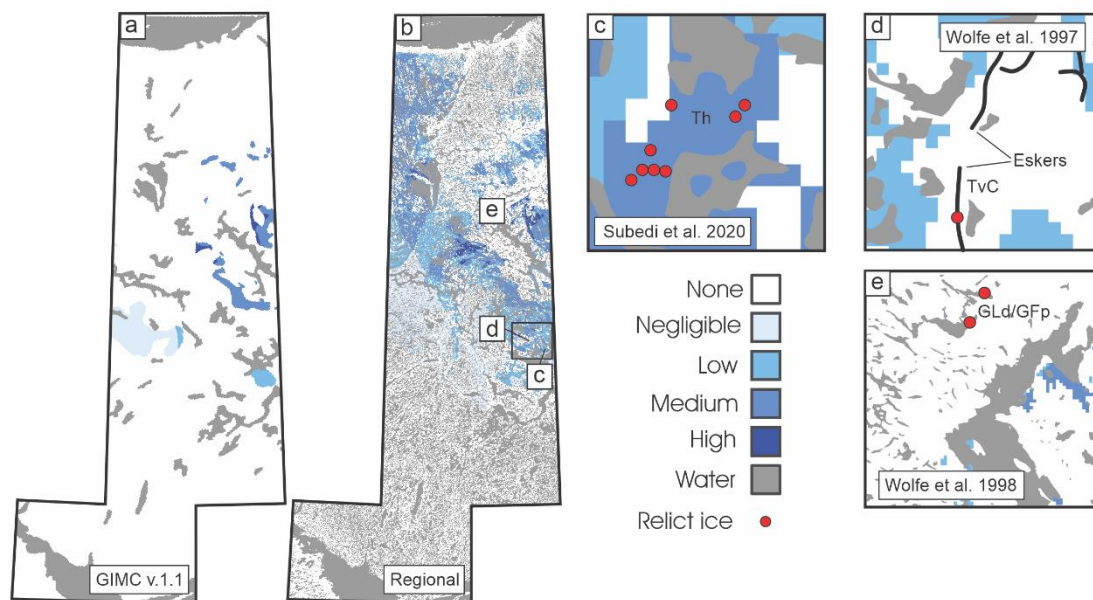 a
GIMC v.1.1
b
e
d
c
Regional
c
Th
Subedi et al. 2020
d
Wolfe et al. 1997
Eskers
TvC
e
GLd/GFp
Wolfe et al. 1998
None
Negligible
Low
Medium
High
Water
Relict ice